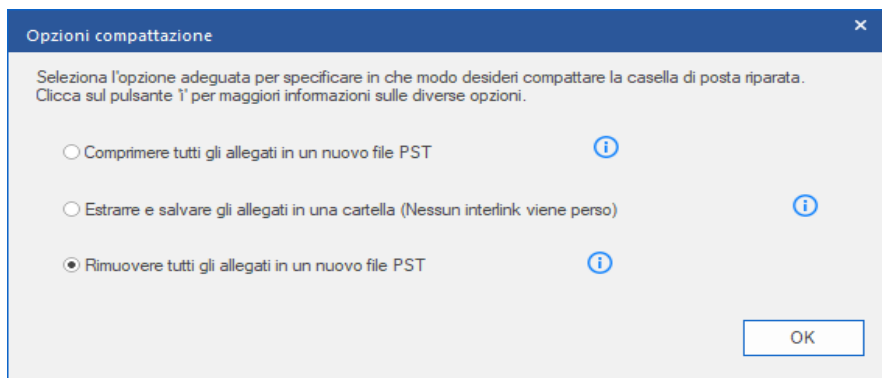 Opzioni compattazione
Seleziona l'opzione adeguata per specificare in che modo desideri compattare la casella di posta riparata.
Clicca sul pulsante 'i' per maggiori informazioni sulle diverse opzioni.
Comprimere tutti gli allegati in un nuovo file PST
Estrarre e salvare gli allegati in una cartella (Nessun interlink viene perso)
Rimuovere tutti gli allegati in un nuovo file PST
OK